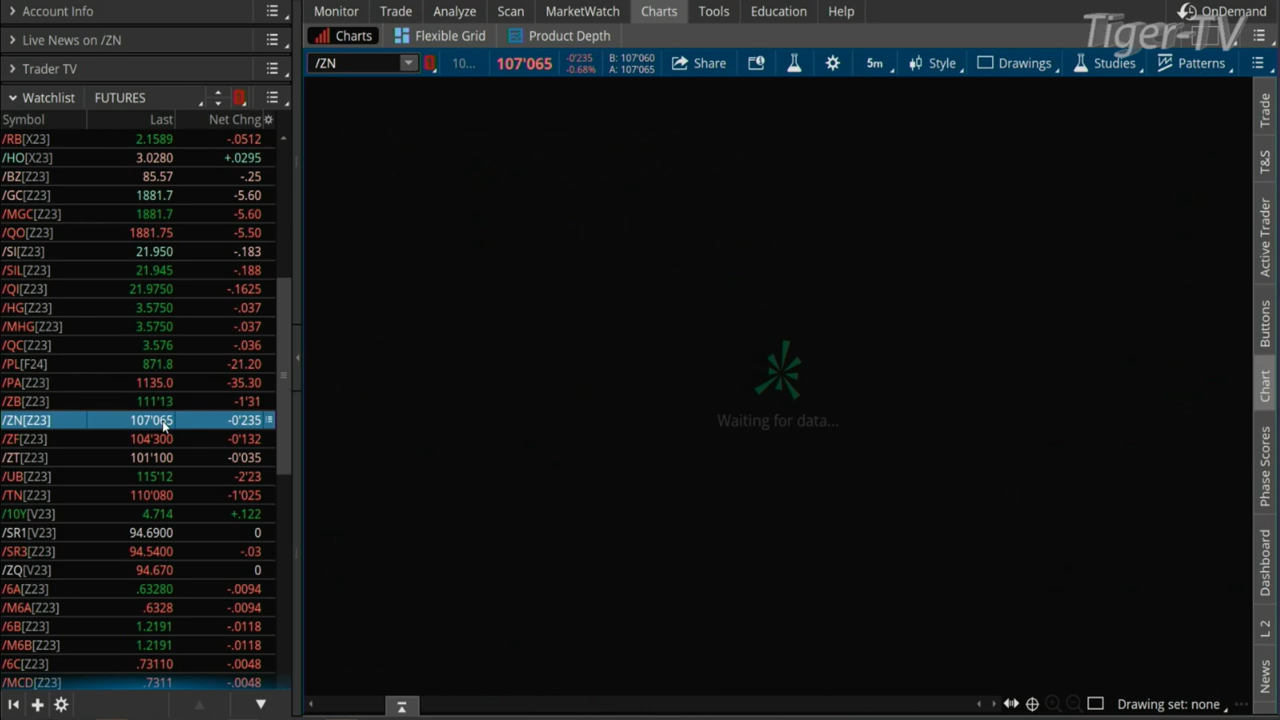 Account Info
Live News on /ZN
Trader TV
Watchlist FUTURES
Symbol Last Net Chng
/RB[X23] 2.1589 -.0512
/HO[X23] 3.0280 +.0295
/BZ[Z23] 85.57 -.25
/GC[Z23] 1881.7 -5.60
/MGC[Z23] 1881.7 -5.60
/QO[Z23] 1881.75 -5.50
/SI[Z23] 21.950 -.183
/SIL[Z23] 21.945 -.188
/QI[Z23] 21.9750 -.1625
/HG[Z23] 3.5750 -.037
/MHG[Z23] 3.5750 -.037
/QC[Z23] 3.576 -.036
/PL[F24] 871.8 -21.20
/PA[Z23] 1135.0 -35.30
/ZB[Z23] 111'13 -1'31
/ZN[Z23] 107'065 -0'235
/ZF[Z23] 104'300 -0'132
/ZT[Z23] 101'100 -0'035
/UB[Z23] 115'12 -2'23
/TN[Z23] 110'080 -1'025
/10Y[V23] 4.714 +.122
/SR1[V23] 94.6900 0
/SR3[Z23] 94.5400 -.03
/ZQ[V23] 94.670 0
/6A[Z23] .63280 -.0094
/M6A[Z23] .6328 -.0094
/6B[Z23] 1.2191 -.0118
/M6B[Z23] 1.2191 -.0118
/6C[Z23] .73110 -.0048
/MCD[Z23] .7311 -.0048
Monitor Trade Analyze Scan MarketWatch Charts Tools Education Help
OnDemand
Tiger-TV
Charts Flexible Grid Product Depth
/ZN 10... 107'065 -0'235 B: 107'060
-0.68% A: 107'065
Share 5m Style Drawings Studies Patterns
Waiting for data...
Trade
T&S
Active Trader
Buttons
Chart
Phase Scores
Dashboard
L 2
News
Drawing set: none